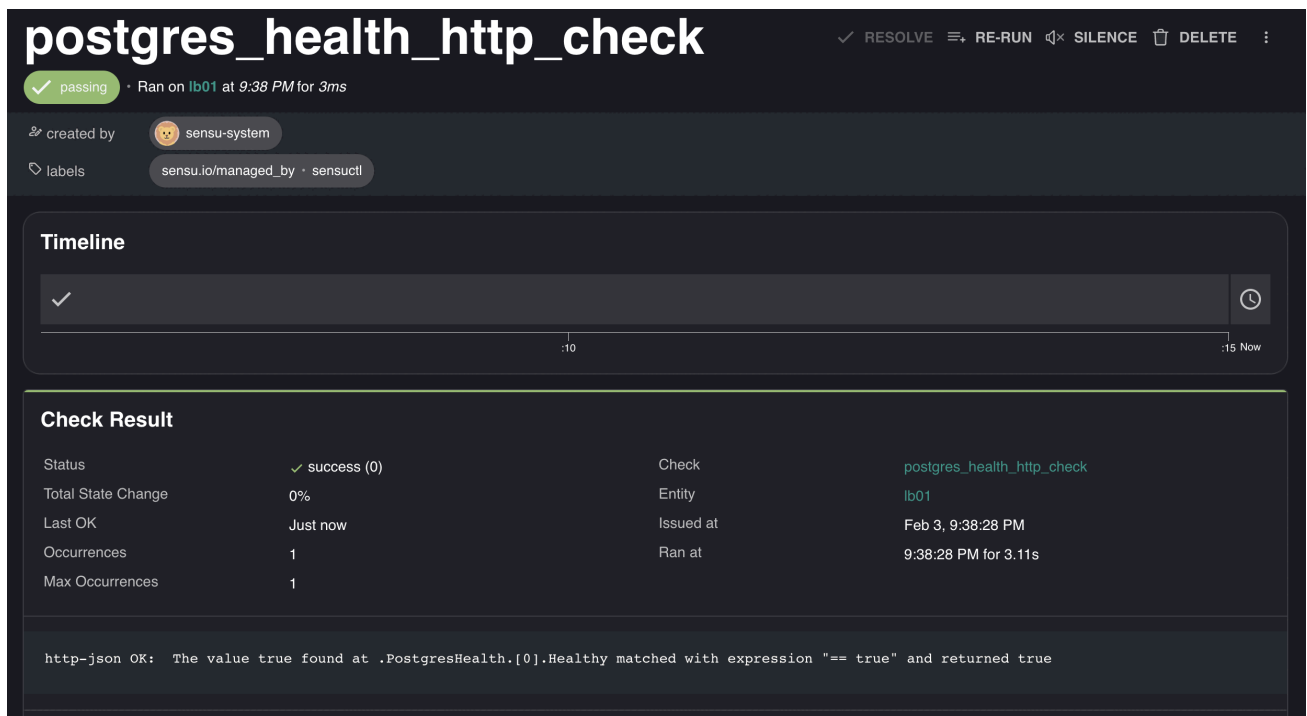 postgres_health_http_check
RESOLVE RE-RUN SILENCE DELETE
passing • Ran on lb01 at 9:38 PM for 3ms
created by sensu-system
labels sensu.io/managed_by • sensuctl
Timeline
:10 :15 Now
Check Result
Status success (0) Check postgres_health_http_check
Total State Change 0% Entity lb01
Last OK Just now Issued at Feb 3, 9:38:28 PM
Occurrences 1 Ran at 9:38:28 PM for 3.11s
Max Occurrences 1
http-json OK:  The value true found at .PostgresHealth.[0].Healthy matched with expression "== true" and returned true